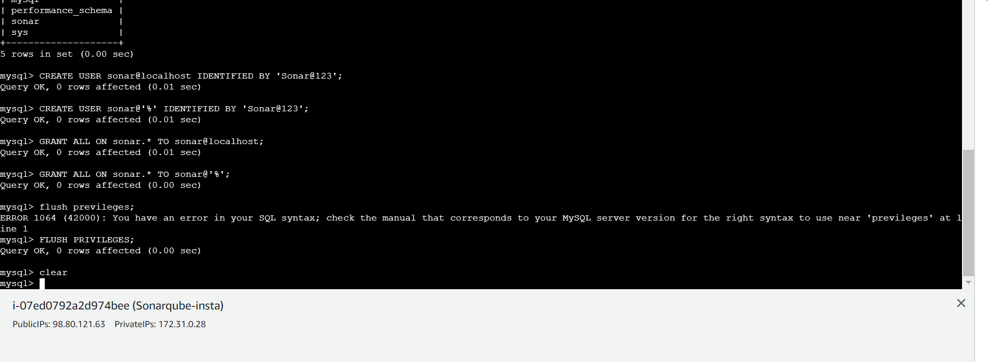 | mysql              |
| performance_schema |
| sonar              |
| sys                |
+--------------------+
5 rows in set (0.00 sec)
mysql> CREATE USER sonar@localhost IDENTIFIED BY 'Sonar@123';
Query OK, 0 rows affected (0.01 sec)
mysql> CREATE USER sonar@'%' IDENTIFIED BY 'Sonar@123';
Query OK, 0 rows affected (0.01 sec)
mysql> GRANT ALL ON sonar.* TO sonar@localhost;
Query OK, 0 rows affected (0.01 sec)
mysql> GRANT ALL ON sonar.* TO sonar@'%';
Query OK, 0 rows affected (0.00 sec)
mysql> flush previleges;
ERROR 1064 (42000): You have an error in your SQL syntax; check the manual that corresponds to your MySQL server version for the right syntax to use near 'previleges' at l
ine 1
mysql> FLUSH PRIVILEGES;
Query OK, 0 rows affected (0.00 sec)
mysql> clear
mysql>
i-07ed0792a2d974bee (Sonarqube-insta)
PublicIPs: 98.80.121.63 PrivateIPs: 172.31.0.28